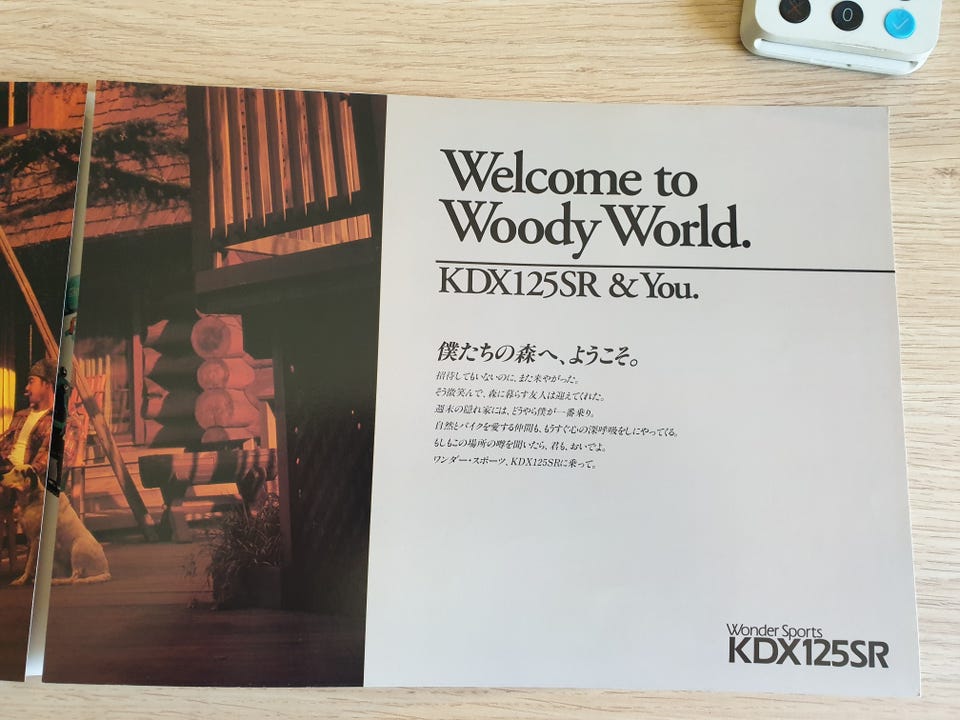 0
Welcome to
Woody World.
KDX125SR & You.
僕たちの森へ、ようこそ。
招待してもいないのに、また来やがった。
そう微笑んで、森に暮らす友人は迎えてくれた。
週末の隠れ家には、どうやら僕が一番乗り。
自然とバイクを愛する仲間も、もうすぐ心の深呼吸をしにやってくる。
もしもこの場所の噂を聞いたら、君も、おいでよ。
ワンダー・スポーツ、KDX125SRに乗って。
Wonder Sports
KDX125SR